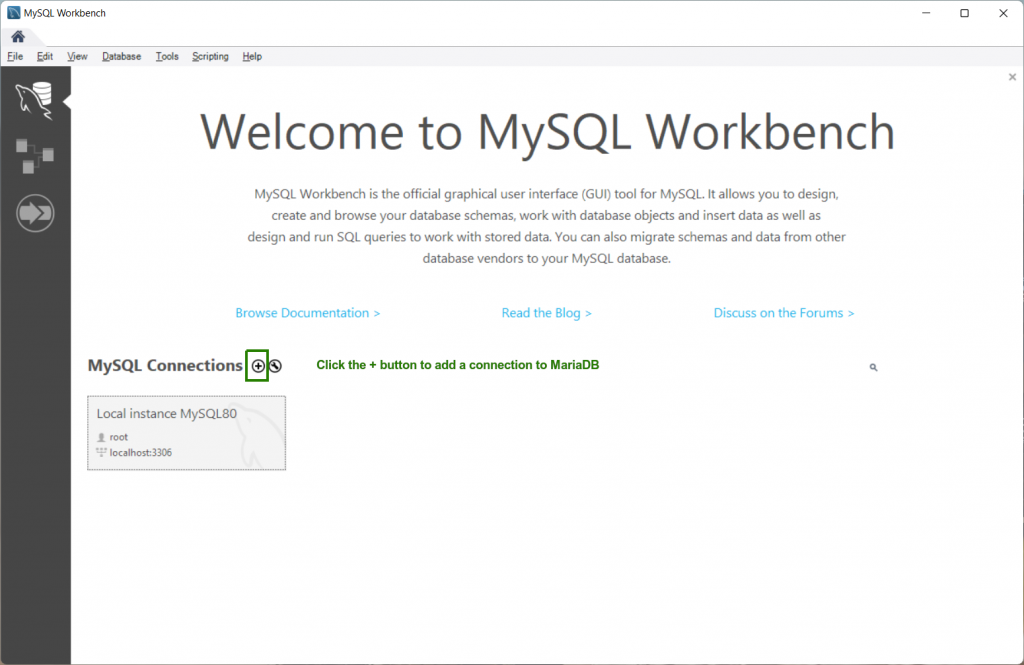 MySQL Workbench
File Edit View Database Tools Scripting Help
Welcome to MySQL Workbench
MySQL Workbench is the official graphical user interface (GUI) tool for MySQL. It allows you to design,
create and browse your database schemas, work with database objects and insert data as well as
design and run SQL queries to work with stored data. You can also migrate schemas and data from other
database vendors to your MySQL database.
Browse Documentation > Read the Blog > Discuss on the Forums >
MySQL Connections Click the + button to add a connection to MariaDB
Local instance MySQL80
root
localhost:3306